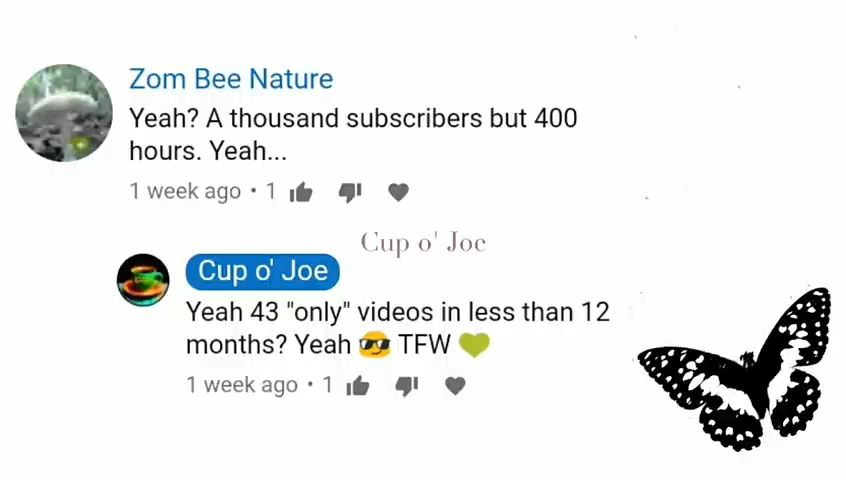 Zom Bee Nature
Yeah? A thousand subscribers but 400
hours. Yeah...
1 week ago • 1
Cup o' Joe
Cup o' Joe
Yeah 43 "only" videos in less than 12
months? Yeah 😎 TFW 💚
1 week ago • 1